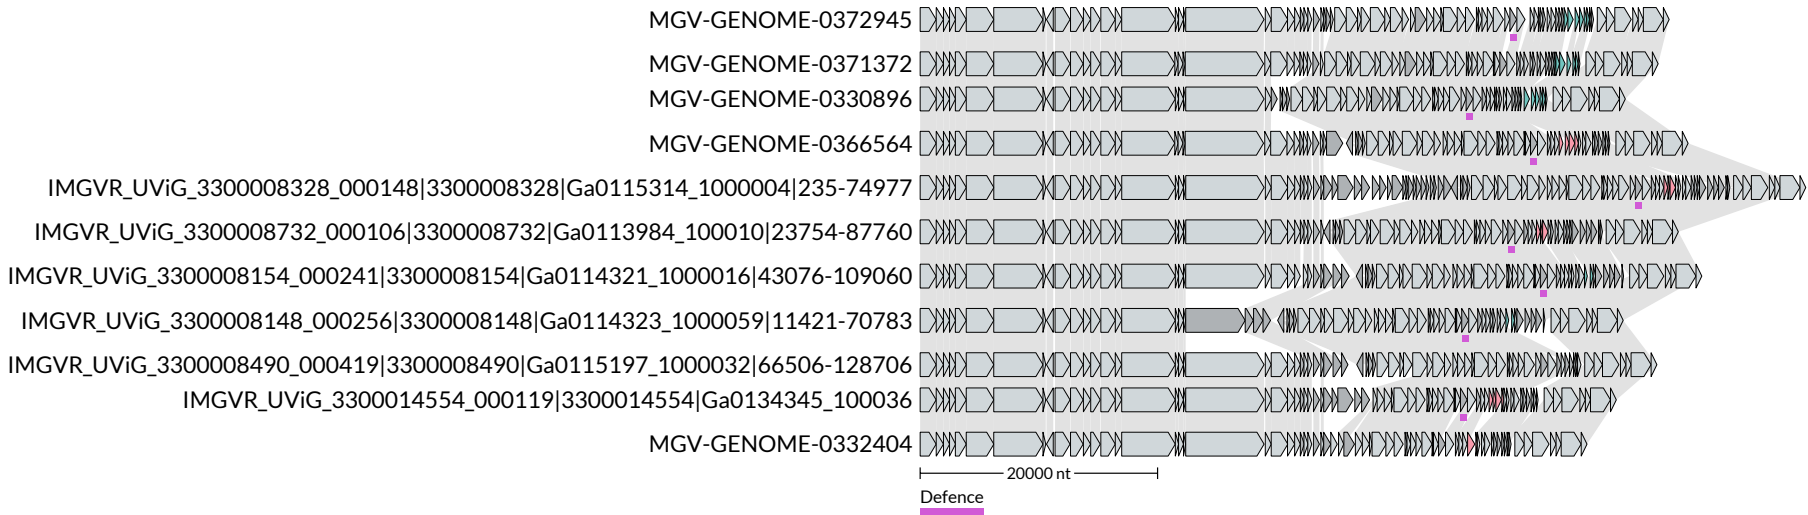 MGV-GENOME-0372945
MGV-GENOME-0371372
MGV-GENOME-0330896
MGV-GENOME-0366564
IMGVR_UViG_3300008328_000148|3300008328|Ga0115314_1000004|235-74977
IMGVR_UViG_3300008732_000106|3300008732|Ga0113984_100010|23754-87760
IMGVR_UViG_3300008154_000241|3300008154|Ga0114321_1000016|43076-109060
IMGVR_UViG_3300008148_000256|3300008148|Ga0114323_1000059|11421-70783
IMGVR_UViG_3300008490_000419|3300008490|Ga0115197_1000032|66506-128706
IMGVR_UViG_3300014554_000119|3300014554|Ga0134345_100036
MGV-GENOME-0332404
20000 nt
Defence